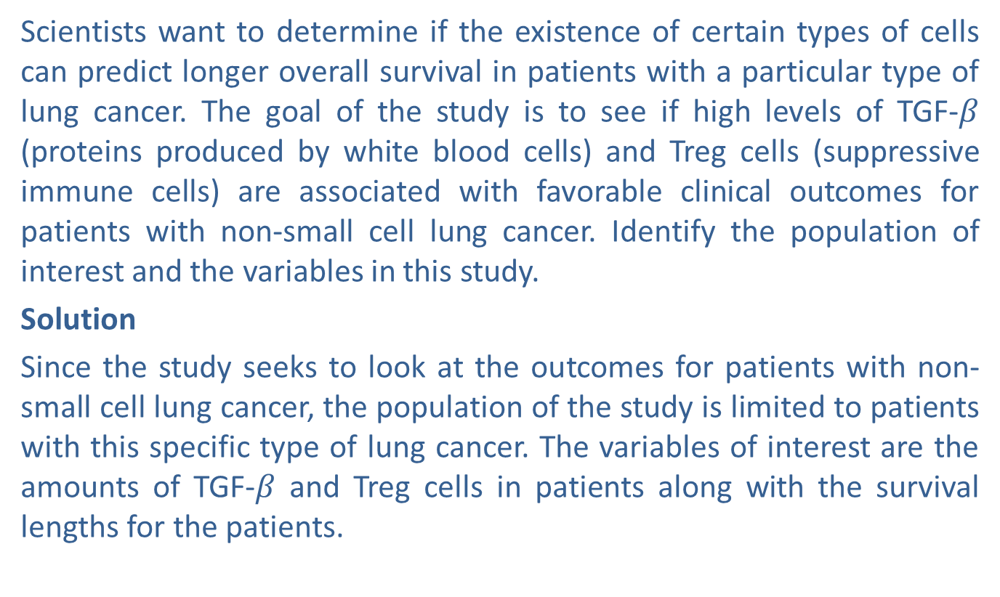 Scientists want to determine if the existence of certain types of cells
can predict longer overall survival in patients with a particular type of
lung cancer. The goal of the study is to see if high levels of TGF-𝛽
(proteins produced by white blood cells) and Treg cells (suppressive
immune cells) are associated with favorable clinical outcomes for
patients with non-small cell lung cancer. Identify the population of
interest and the variables in this study.
Solution
Since the study seeks to look at the outcomes for patients with non-
small cell lung cancer, the population of the study is limited to patients
with this specific type of lung cancer. The variables of interest are the
amounts of TGF-𝛽 and Treg cells in patients along with the survival
lengths for the patients.